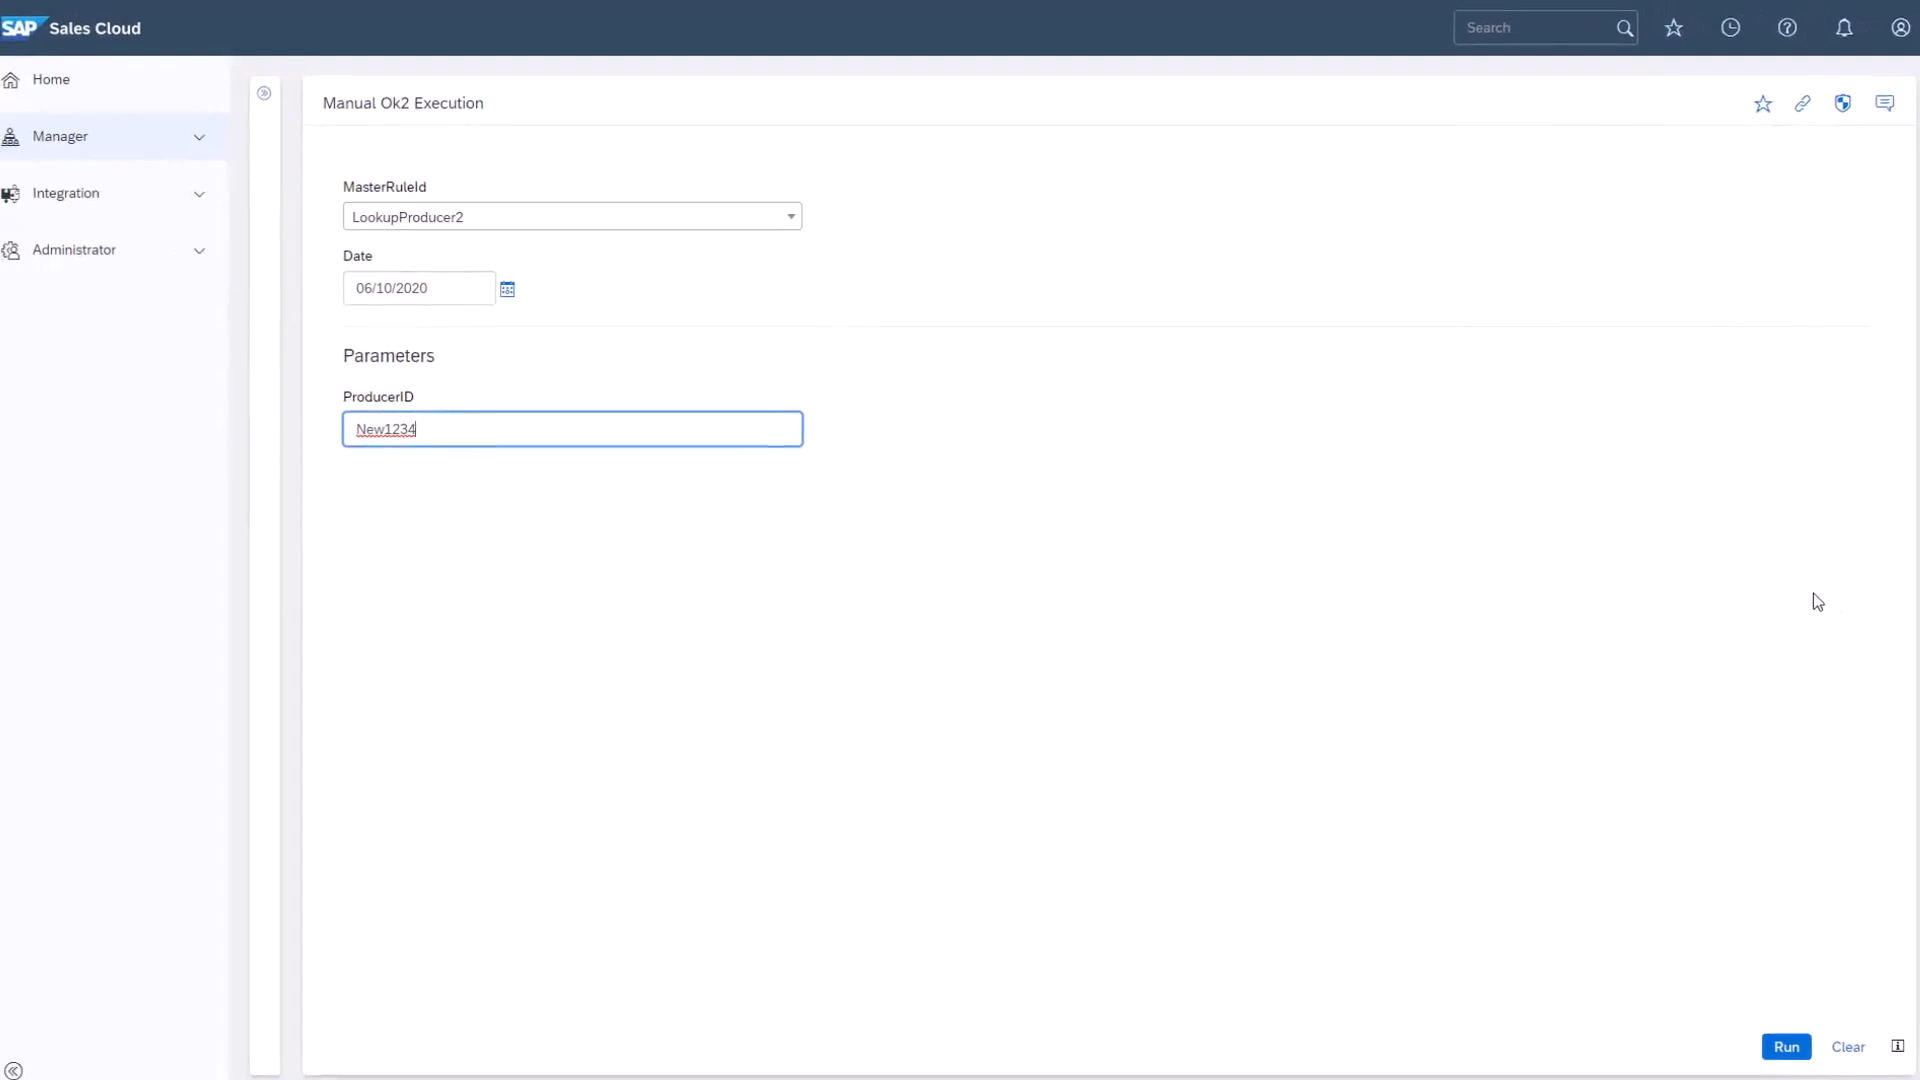 SAP Sales Cloud
Search
Home
Manager
Integration
Administrator
Manual Ok2 Execution
MasterRuleId
LookupProducer2
Date
06/10/2020
Parameters
ProducerID
New1234
Run Clear